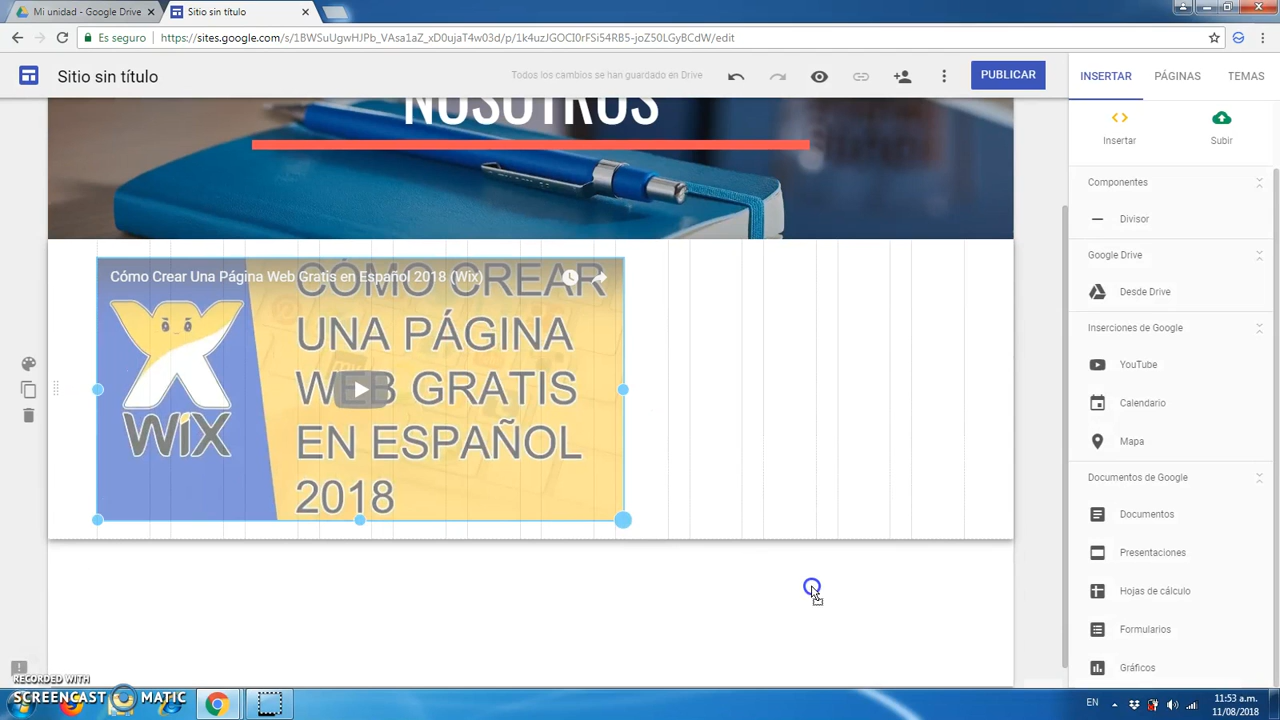 Mi unidad - Google Drive
Sitio sin título
Es seguro
https://sites.google.com/s/1BWSuUgwHJPb_VAsa1aZ_xD0ujaT4w03d/p/1k4uzJGOCI0rFSi54RB5-joZ50LGyBCdW/edit
Sitio sin título
Todos los cambios se han guardado en Drive
PUBLICAR
INSERTAR
PÁGINAS
TEMAS
NOSOTROS
Insertar
Subir
Componentes
Divisor
Google Drive
Desde Drive
Inserciones de Google
YouTube
Calendario
Mapa
Documentos de Google
Documentos
Presentaciones
Hojas de cálculo
Formularios
Gráficos
Cómo Crear Una Página Web Gratis en Español 2018 (Wix)
CÓMO CREAR
UNA PÁGINA
WEB GRATIS
EN ESPAÑOL
2018
WiX
RECORDED WITH
SCREENCAST MATIC
EN
11:53 a.m.
11/08/2018